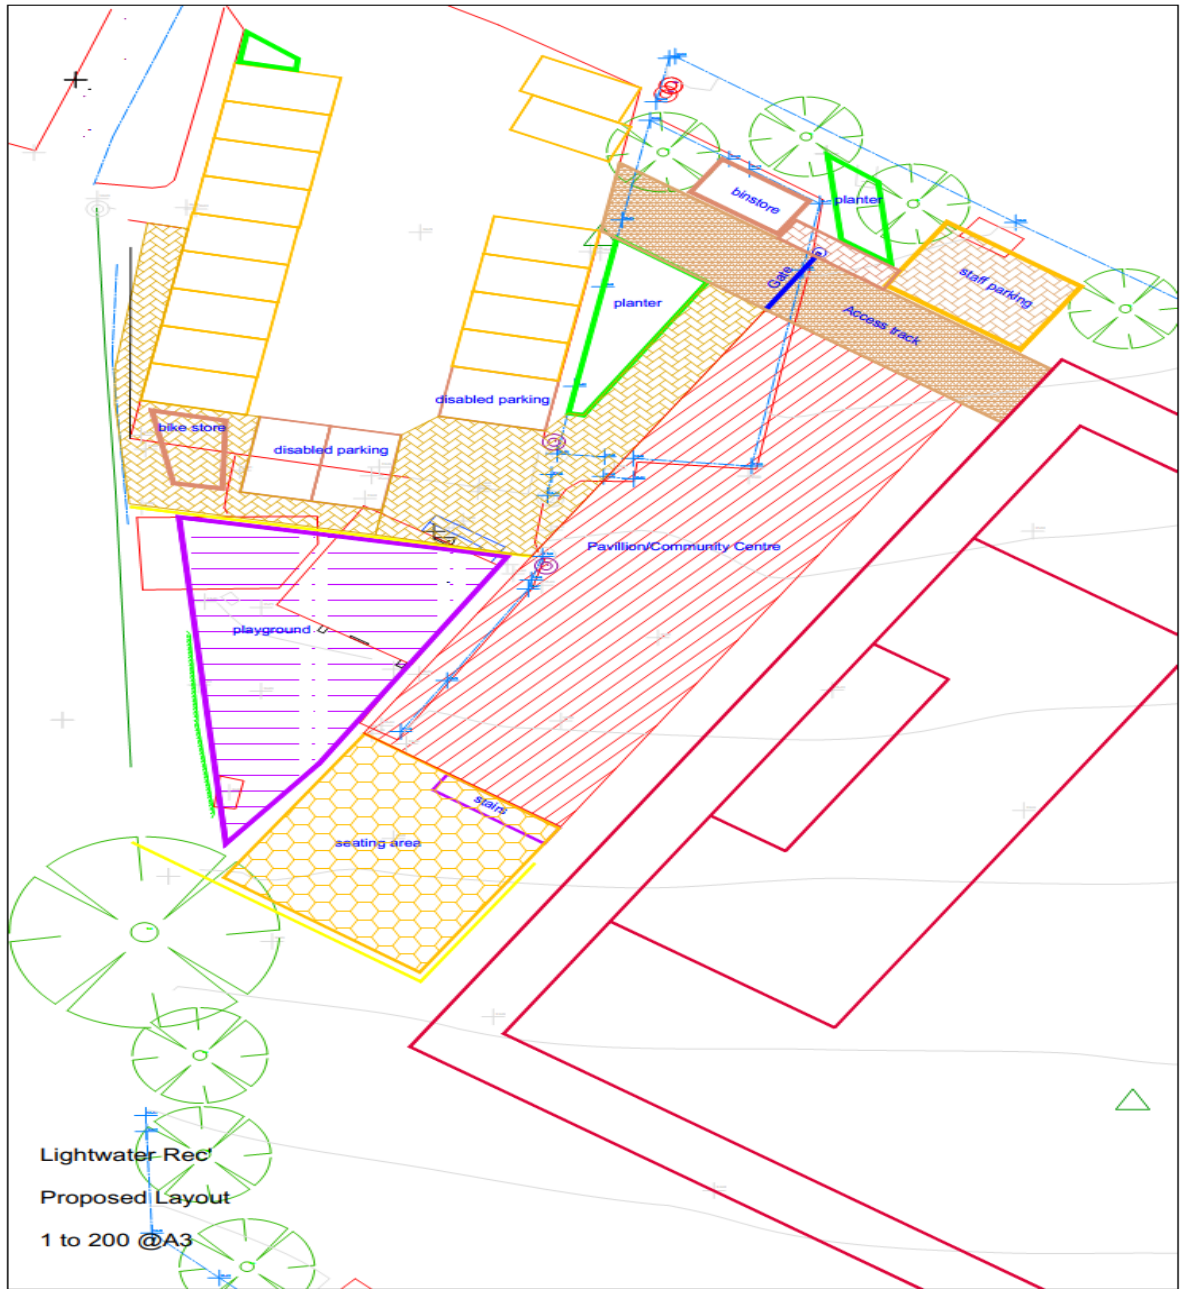 binstore
planter
staff parking
Gate
planter
Access track
disabled parking
bike store
disabled parking
Pavillion/Community Centre
playground
stairs
seating area
Lightwater Rec'
Proposed Layout
1 to 200 @A3